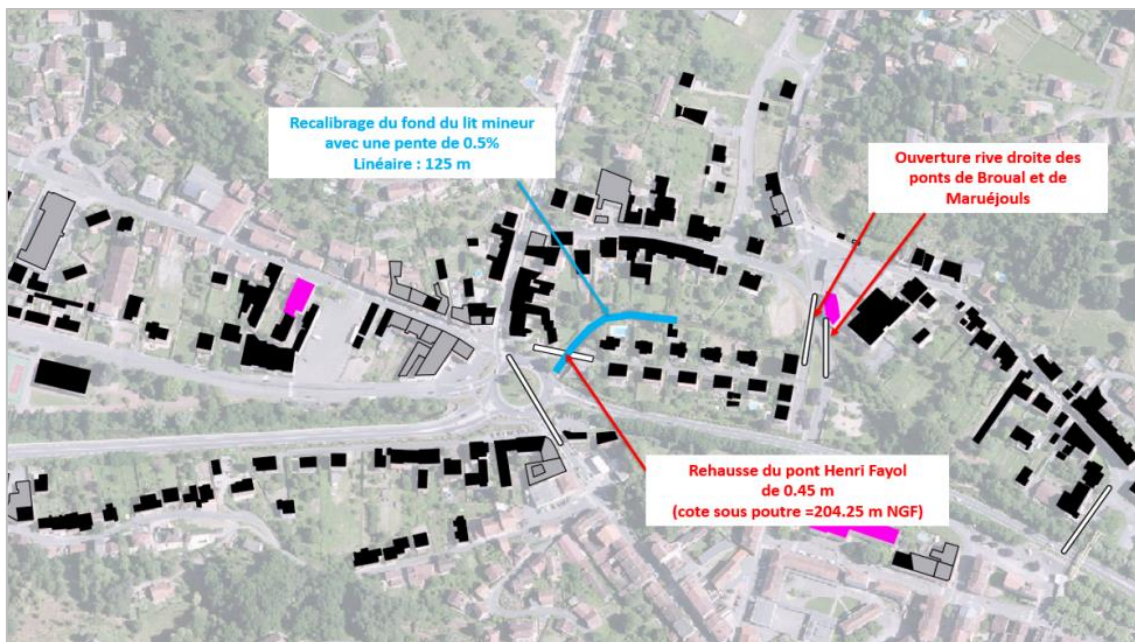 Recalibrage du fond du lit mineur
avec une pente de 0.5%
Linéaire : 125 m
Ouverture rive droite des
ponts de Broual et de
Maruéjouls
Rehausse du pont Henri Fayol
de 0.45 m
(cote sous poutre =204.25 m NGF)